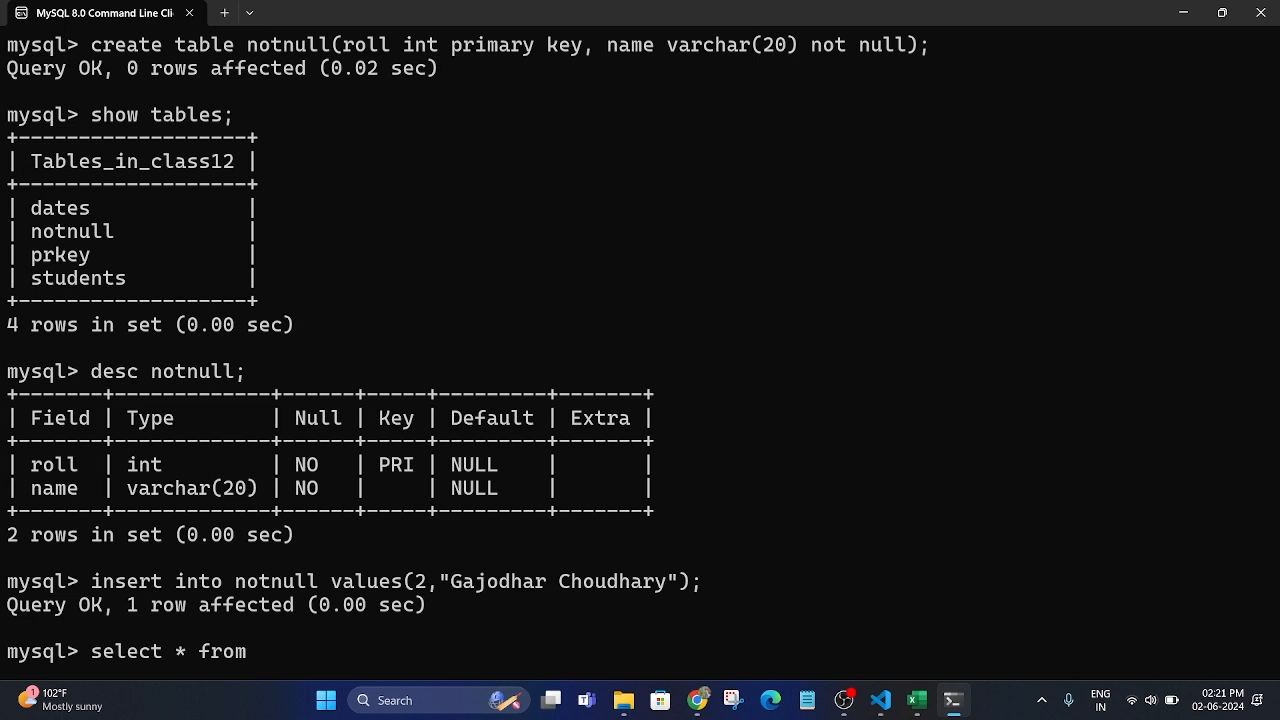 MySQL 8.0 Command Line Cli
mysql> create table notnull(roll int primary key, name varchar(20) not null);
Query OK, 0 rows affected (0.02 sec)
mysql> show tables;
+------------------+
| Tables_in_class12 |
+------------------+
| dates |
| notnull |
| prkey |
| students |
+------------------+
4 rows in set (0.00 sec)
mysql> desc notnull;
+-------+-------------+------+-----+---------+-------+
| Field | Type | Null | Key | Default | Extra |
+-------+-------------+------+-----+---------+-------+
| roll | int | NO | PRI | NULL | |
| name | varchar(20) | NO | | NULL | |
+-------+-------------+------+-----+---------+-------+
2 rows in set (0.00 sec)
mysql> insert into notnull values(2,"Gajodhar Choudhary");
Query OK, 1 row affected (0.00 sec)
mysql> select * from
1
102°F
Mostly sunny
Search
ENG
IN
02:21 PM
02-06-2024